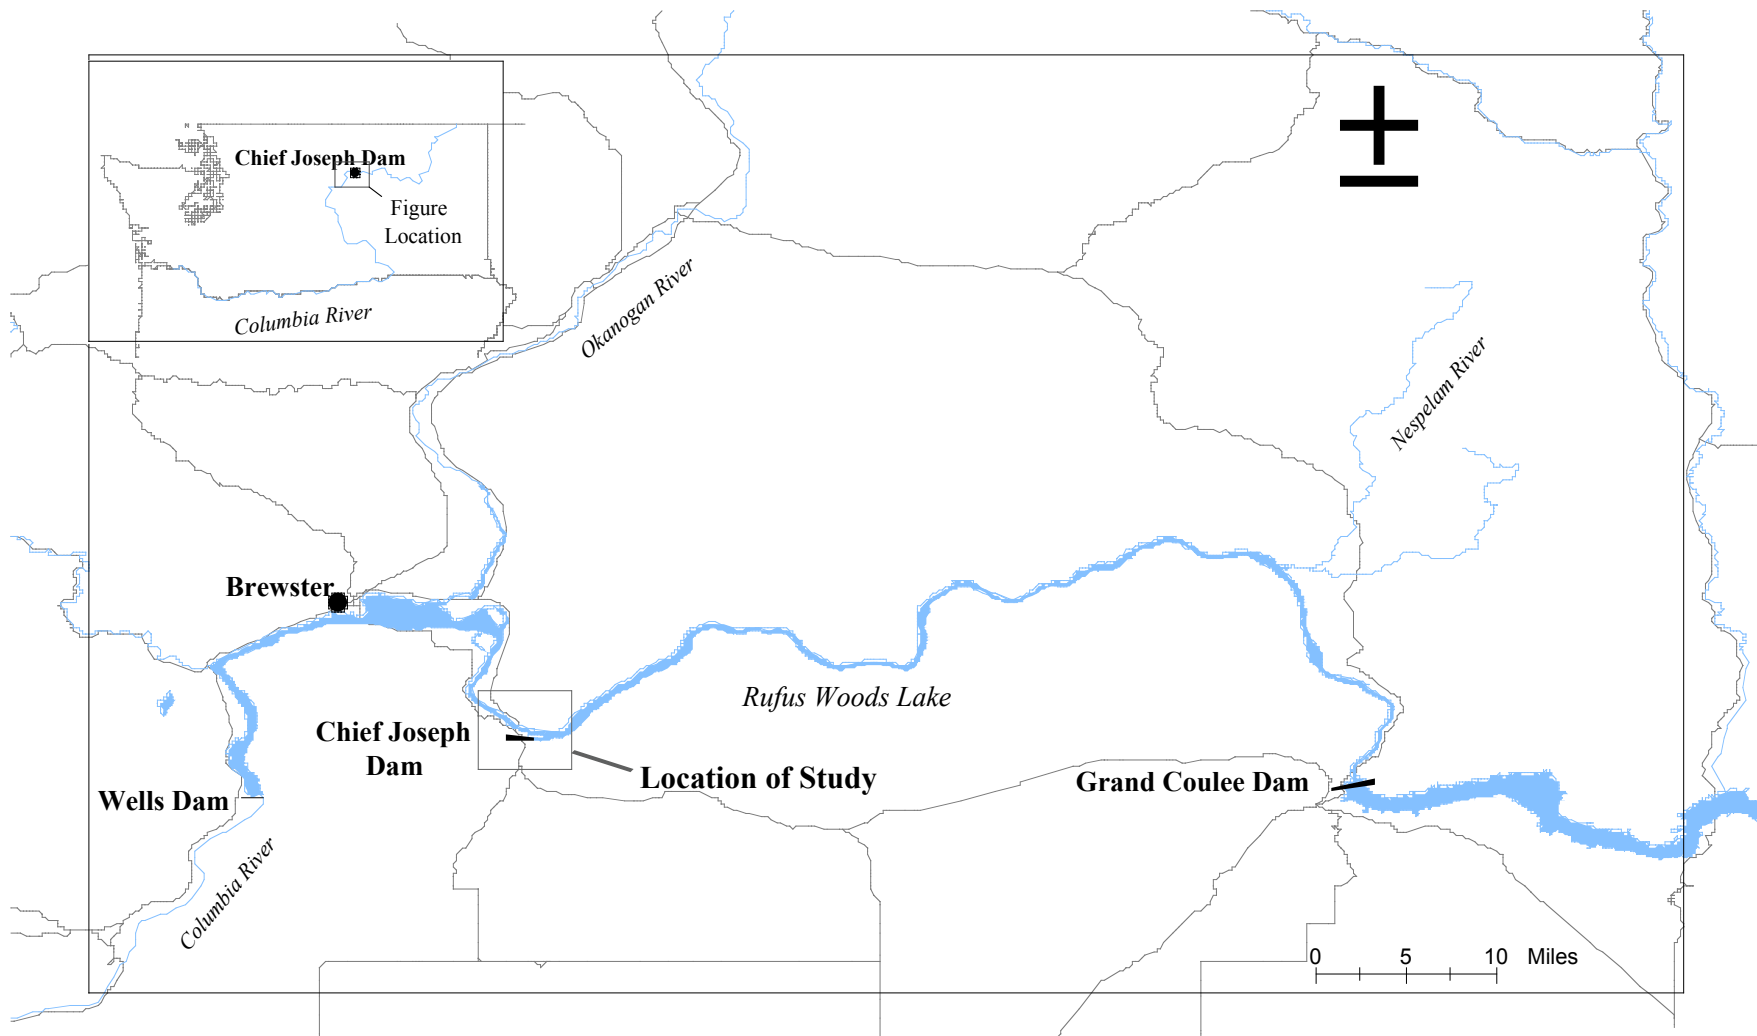 Chief Joseph Dam
Figure
Location
Columbia River
Okanogan River
Nespelam River
Brewster
Rufus Woods Lake
Chief Joseph
Dam
Location of Study
Grand Coulee Dam
Wells Dam
Columbia River
0 5 10 Miles